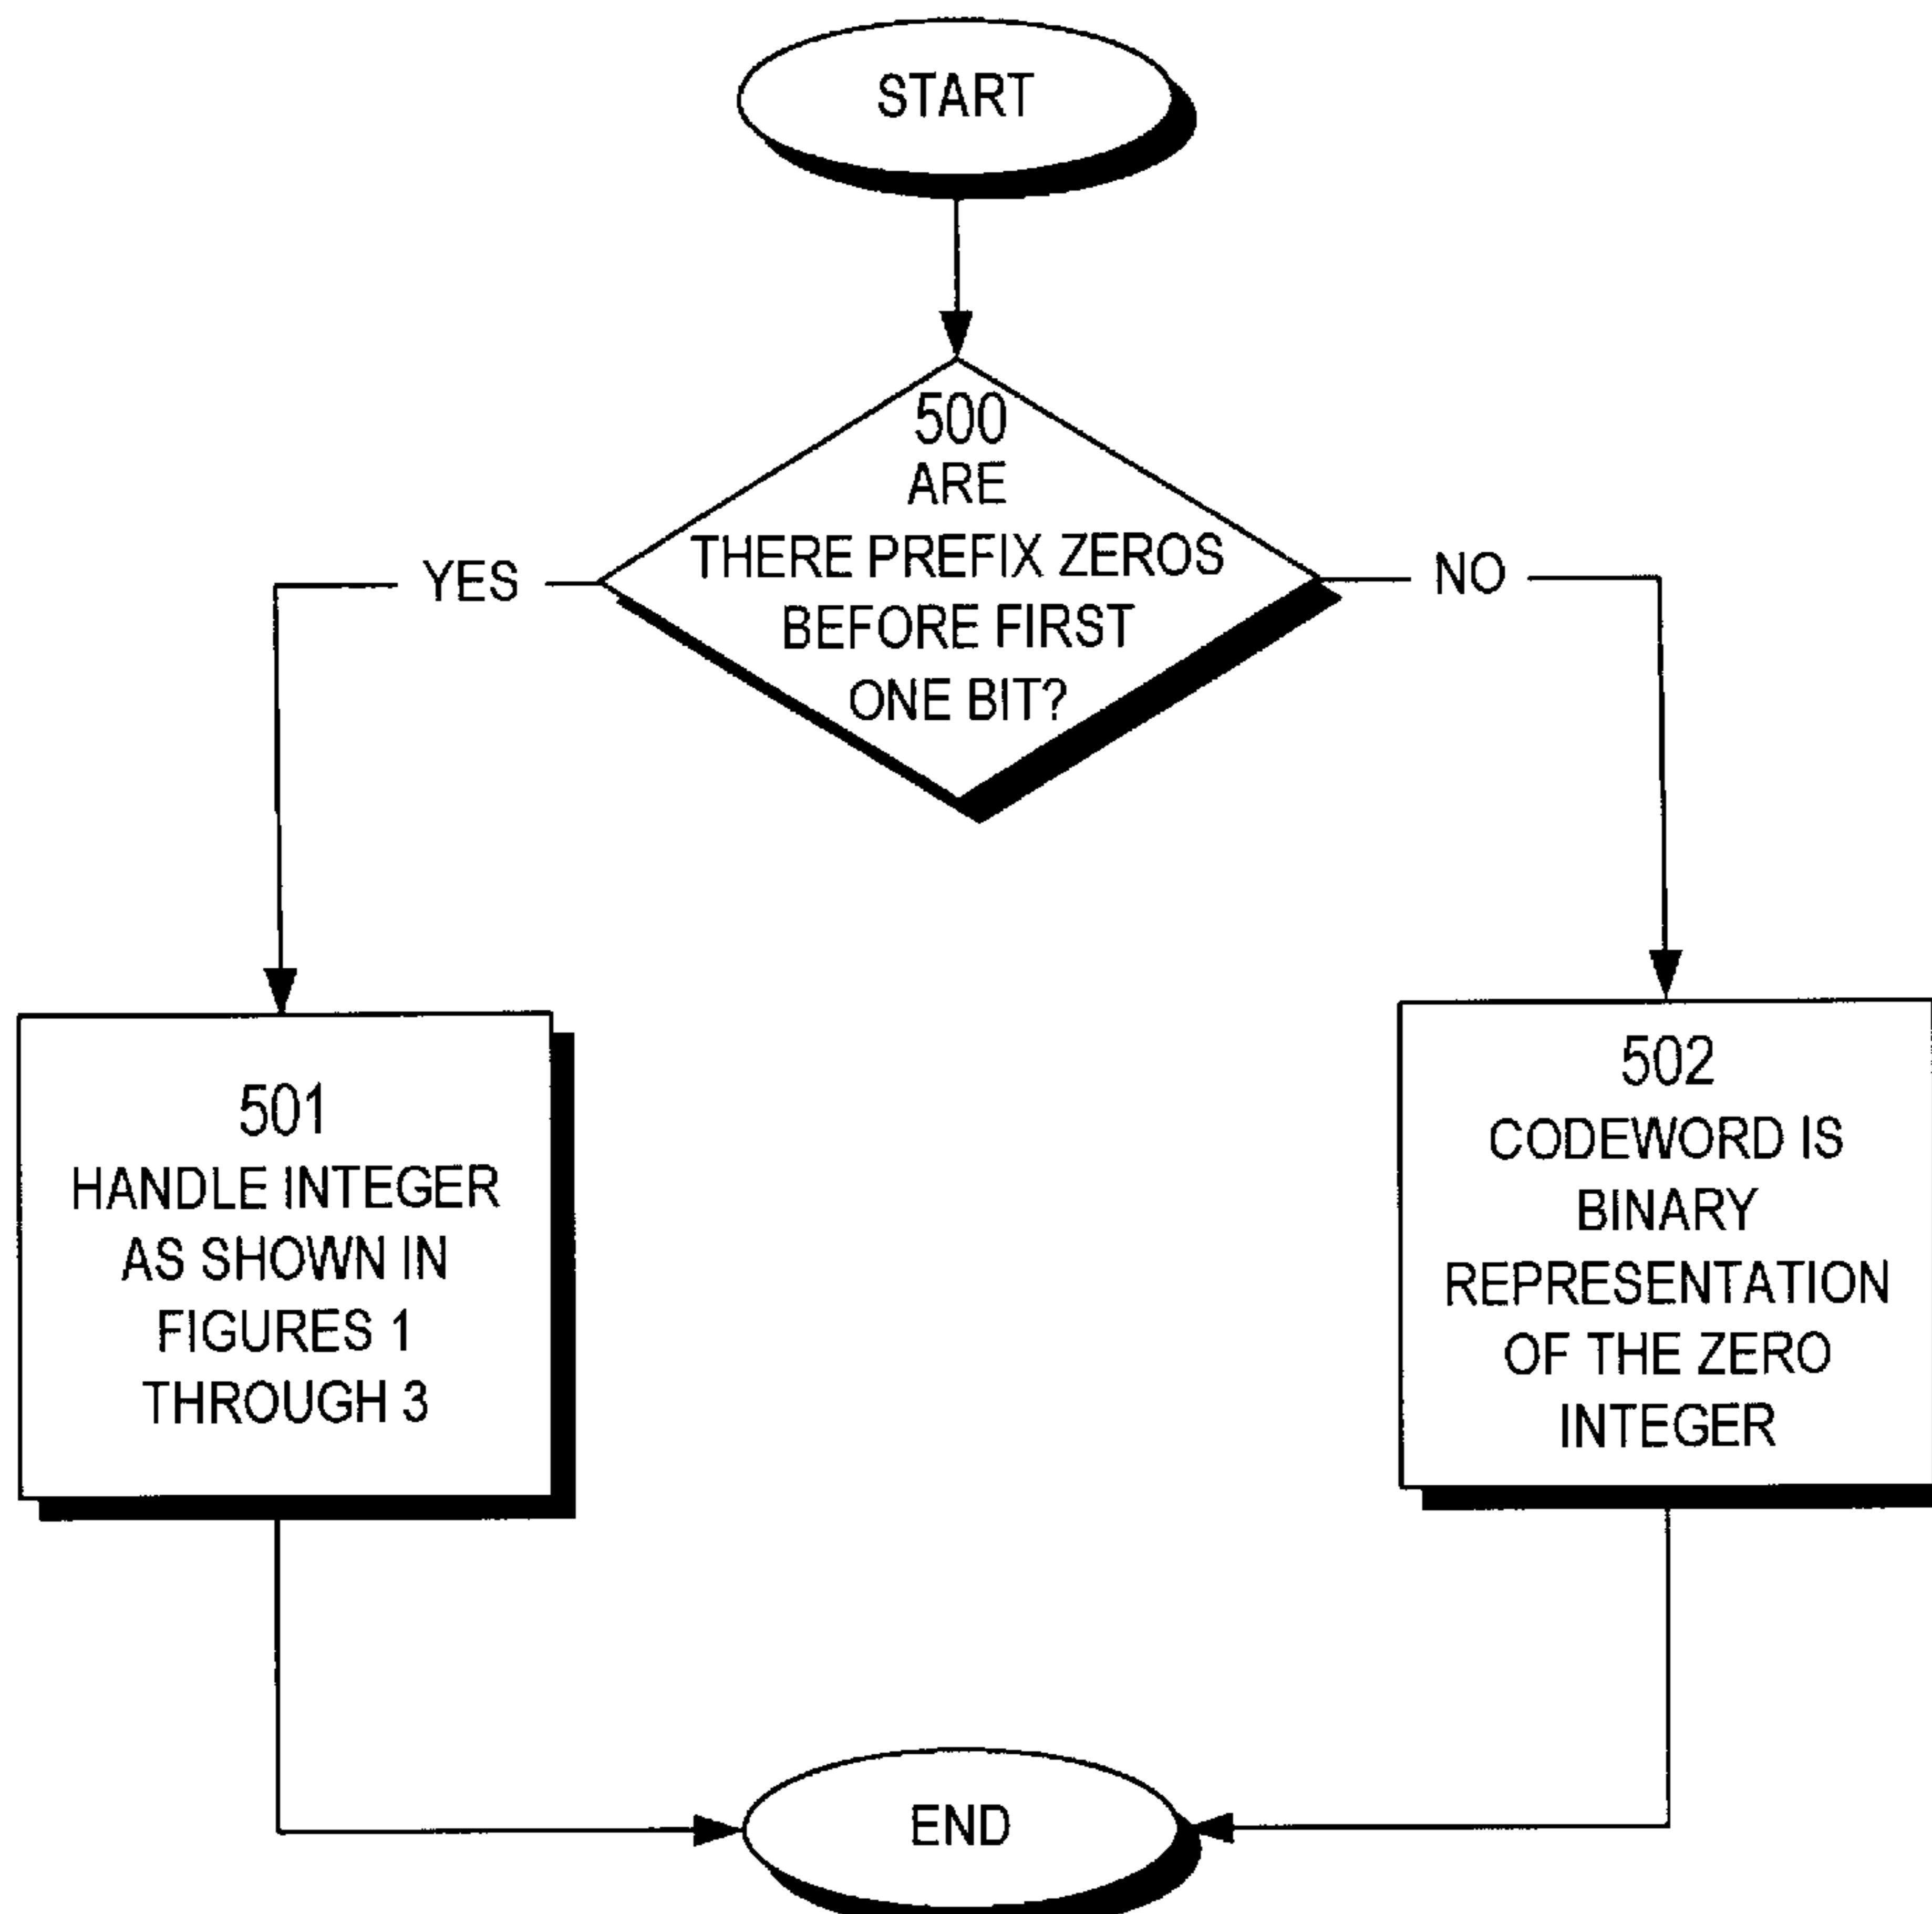 START
500
ARE
THERE PREFIX ZEROS
BEFORE FIRST
ONE BIT?
YES
NO
501
HANDLE INTEGER
AS SHOWN IN
FIGURES 1
THROUGH 3
502
CODEWORD IS
BINARY
REPRESENTATION
OF THE ZERO
INTEGER
END